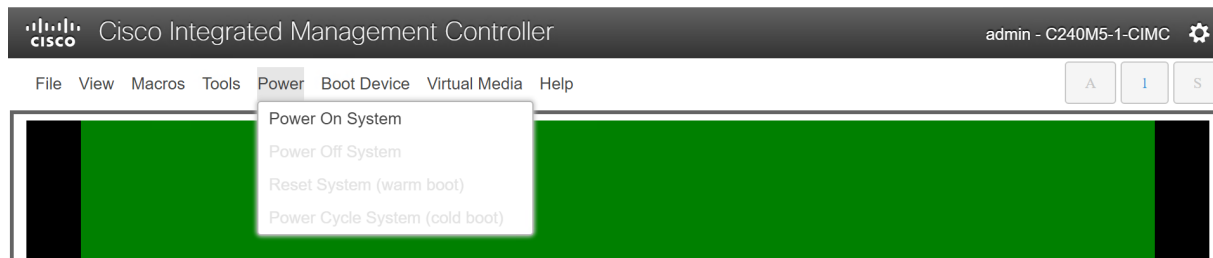 CISCO Cisco Integrated Management Controller admin - C240M5-1-CIMC
File View Macros Tools Power Boot Device Virtual Media Help A 1 S
Power On System
Power Off System
Reset System (warm boot)
Power Cycle System (cold boot)